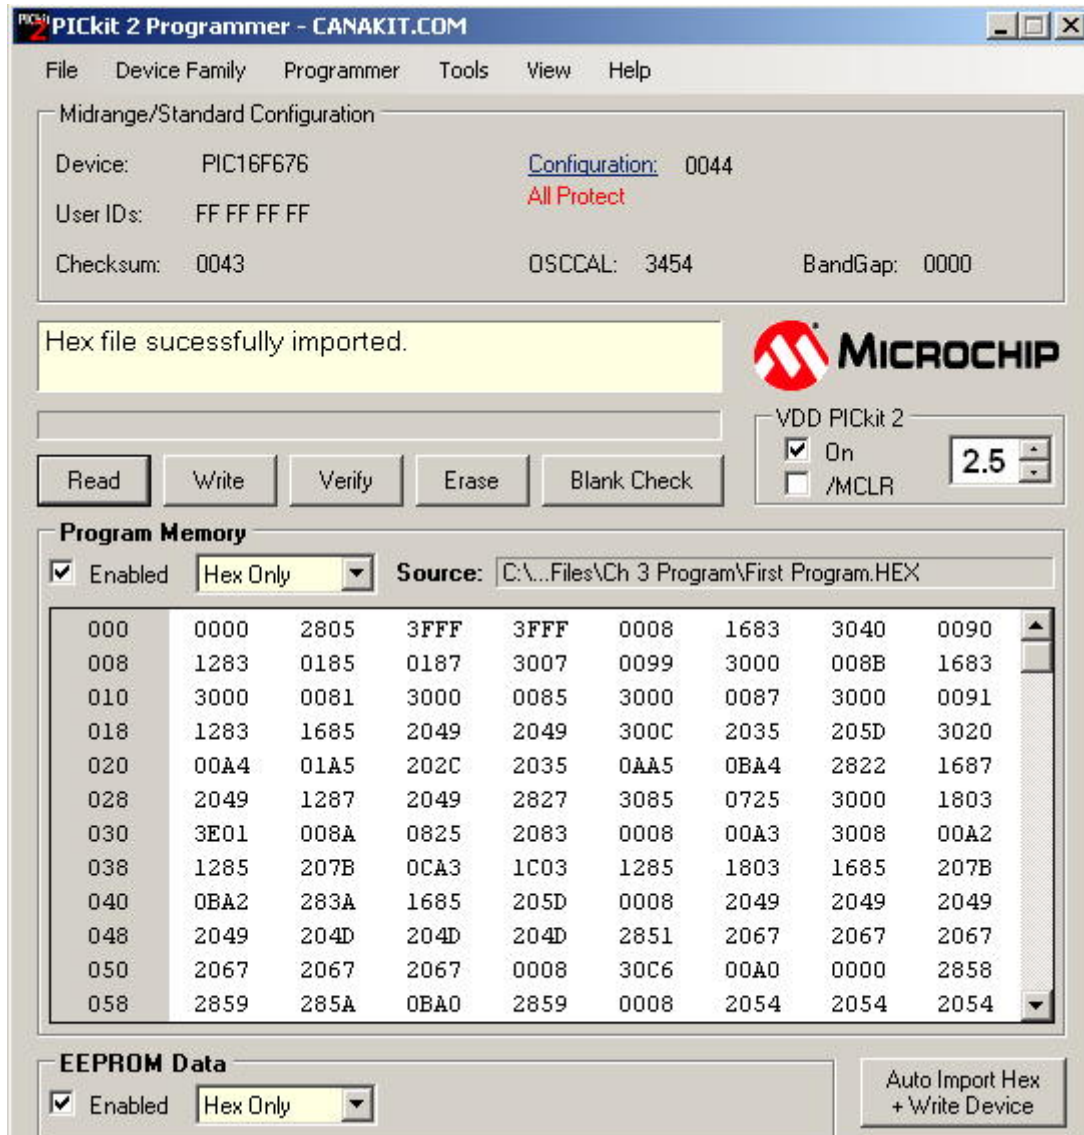 PICkit 2 Programmer - CANAKIT.COM
File Device Family Programmer Tools View Help
Midrange/Standard Configuration
Device: PIC16F676 Configuration: 0044
All Protect
User IDs: FF FF FF FF
Checksum: 0043 OSCCAL: 3454 BandGap: 0000
Hex file sucessfully imported.
MICROCHIP
VDD PICkit 2
On 2.5
/MCLR
Read Write Verify Erase Blank Check
Program Memory
Enabled Hex Only Source: C:\...Files\Ch 3 Program\First Program.HEX
000 0000 2805 3FFF 3FFF 0008 1683 3040 0090
008 1283 0185 0187 3007 0099 3000 008B 1683
010 3000 0081 3000 0085 3000 0087 3000 0091
018 1283 1685 2049 2049 300C 2035 205D 3020
020 00A4 01A5 202C 2035 0AA5 0BA4 2822 1687
028 2049 1287 2049 2827 3085 0725 3000 1803
030 3E01 008A 0825 2083 0008 00A3 3008 00A2
038 1285 207B 0CA3 1C03 1285 1803 1685 207B
040 0BA2 283A 1685 205D 0008 2049 2049 2049
048 2049 204D 204D 204D 2851 2067 2067 2067
050 2067 2067 2067 0008 30C6 00A0 0000 2858
058 2859 285A 0BA0 2859 0008 2054 2054 2054
EEPROM Data
Enabled Hex Only
Auto Import Hex
+ Write Device